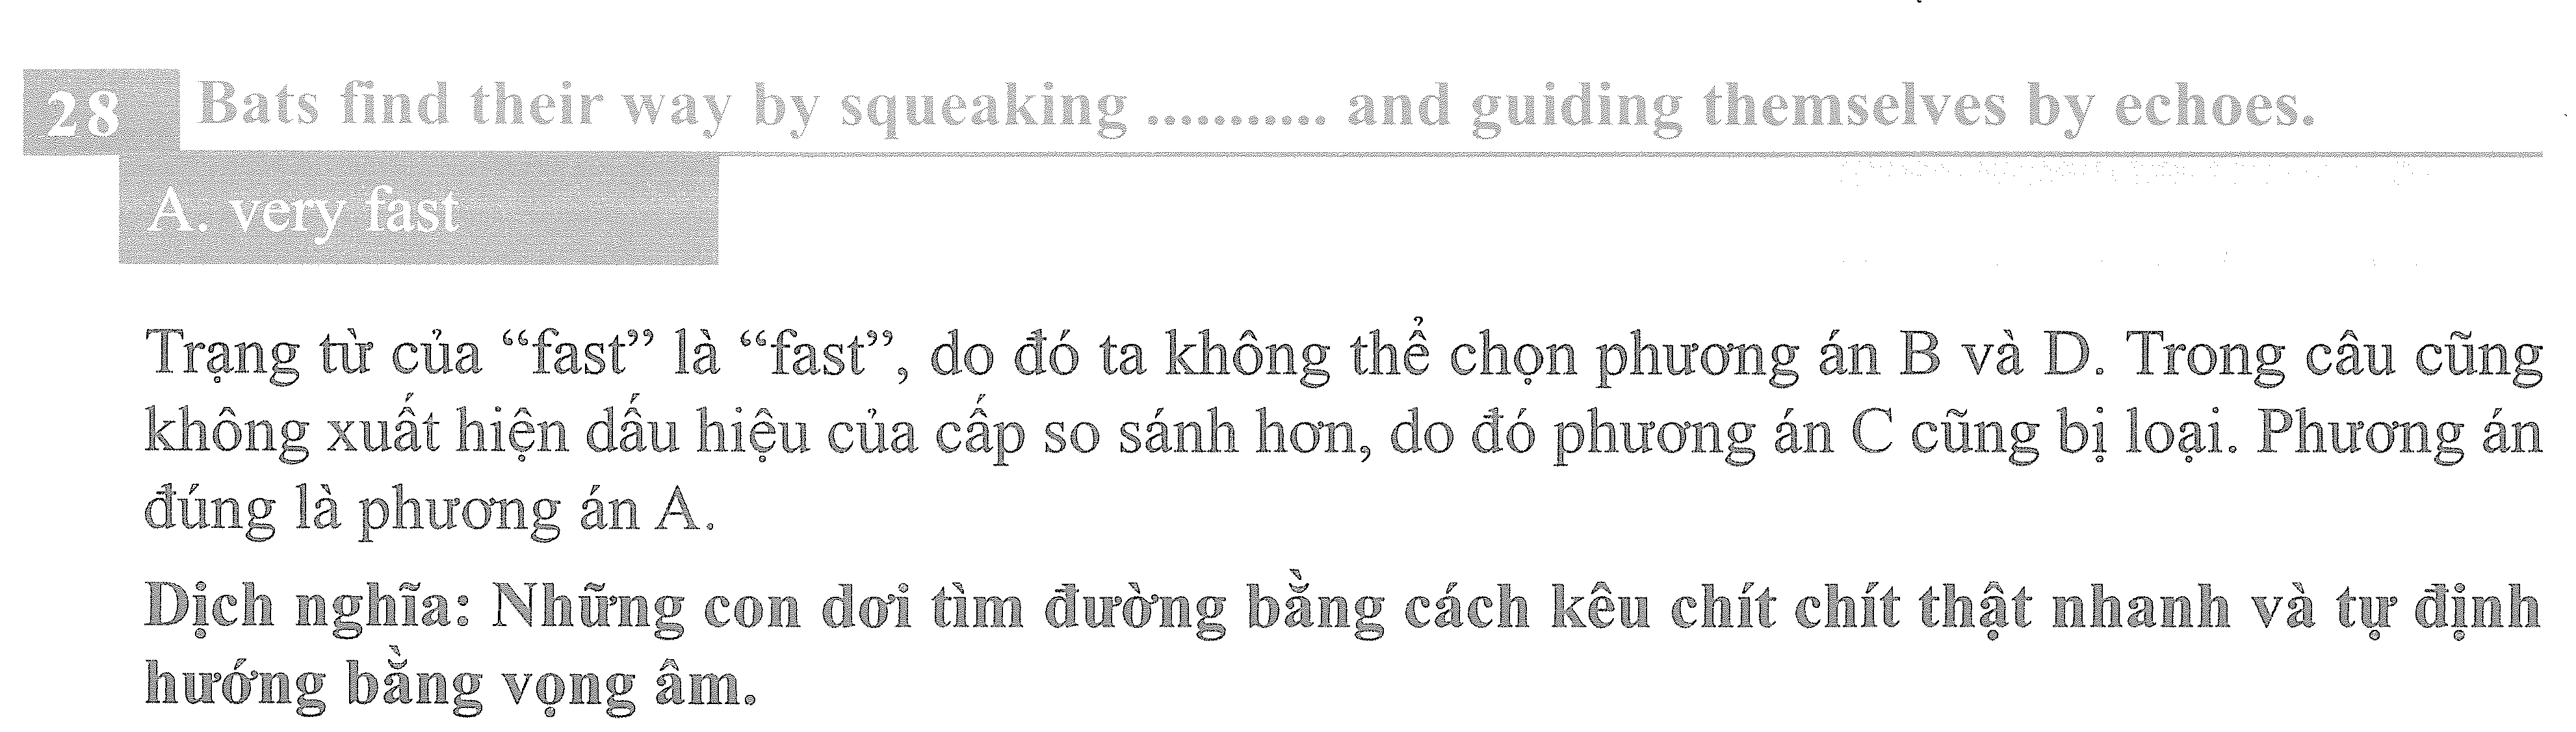 28 Bats find their way by squeaking ............ and guiding themselves by echoes.
A. very fast
Trạng từ của “fast” là “fast”, do đó ta không thể chọn phương án B và D. Trong câu cũng
không xuất hiện dấu hiệu của cấp so sánh hơn, do đó phương án C cũng bị loại. Phương án
đúng là phương án A.
Dịch nghĩa: Những con dơi tìm đường bằng cách kêu chít chít thật nhanh và tự định
hướng bằng vọng âm.